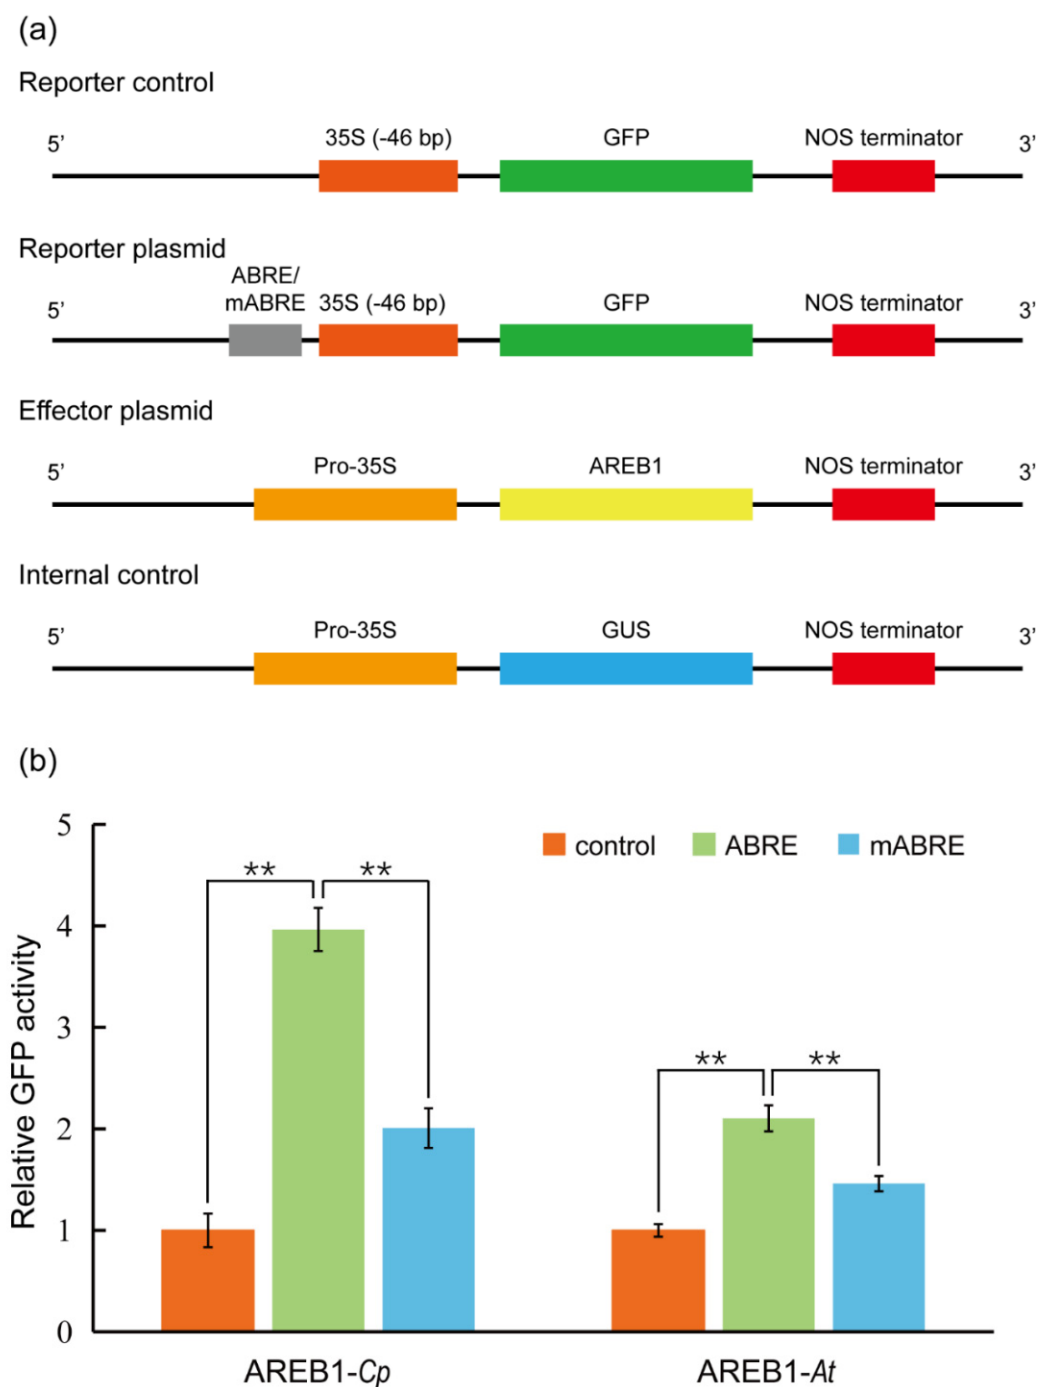 (a)
Reporter control
5’ 35S (-46 bp) GFP NOS terminator 3’
Reporter plasmid
ABRE/
mABRE
5’ 35S (-46 bp) GFP NOS terminator 3’
Effector plasmid
5’ Pro-35S AREB1 NOS terminator 3’
Internal control
5’ Pro-35S GUS NOS terminator 3’
(b)
Relative GFP activity
5
4
3
2
1
0
control ABRE mABRE
** **
** **
AREB1-Cp AREB1-At